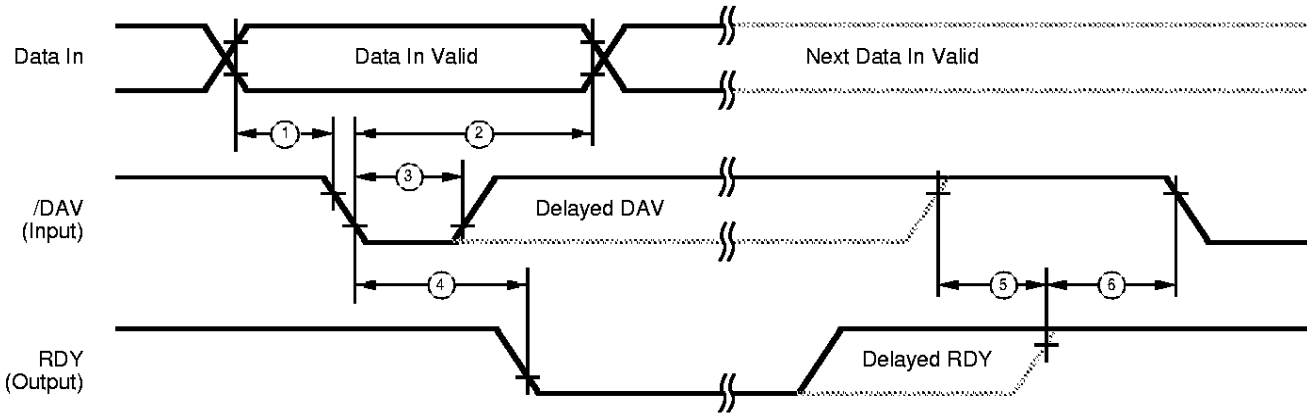 Data In
Data In Valid
Next Data In Valid
1
2
3
/DAV
(Input)
Delayed DAV
4
5
6
RDY
(Output)
Delayed RDY